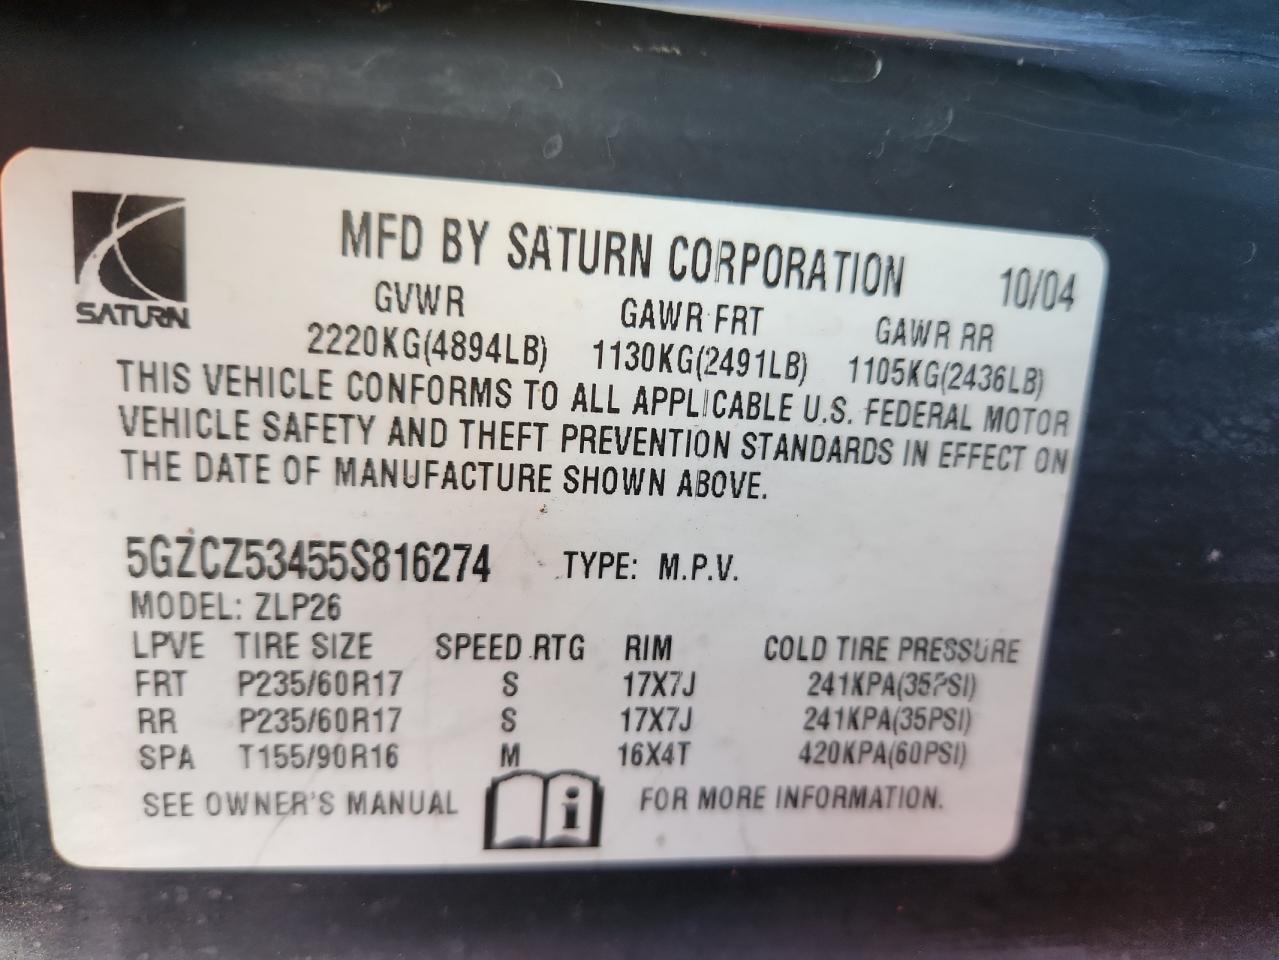 SATURN
MFD BY SATURN CORPORATION 10/04
GVWR GAWR FRT GAWR RR
2220KG(4894LB) 1130KG(2491LB) 1105KG(2436LB)
THIS VEHICLE CONFORMS TO ALL APPLICABLE U.S. FEDERAL MOTOR
VEHICLE SAFETY AND THEFT PREVENTION STANDARDS IN EFFECT ON
THE DATE OF MANUFACTURE SHOWN ABOVE.
5GZCZ53455S816274 TYPE: M.P.V.
MODEL: ZLP26
LPVE TIRE SIZE SPEED RTG RIM COLD TIRE PRESSURE
FRT P235/60R17 S 17X7J 241KPA(35PSI)
RR P235/60R17 S 17X7J 241KPA(35PSI)
SPA T155/90R16 M 16X4T 420KPA(60PSI)
SEE OWNER'S MANUAL i FOR MORE INFORMATION.